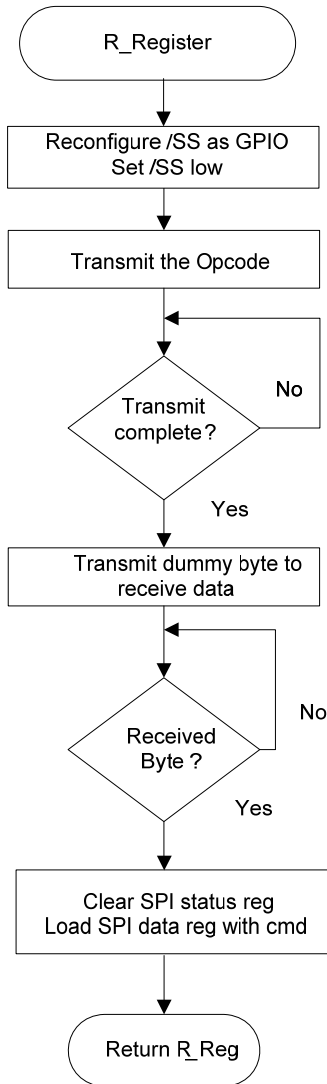 R_Register
Reconfigure /SS as GPIO
Set /SS low
Transmit the Opcode
No
Transmit
complete?
Yes
Transmit dummy byte to
receive data
No
Received
Byte ?
Yes
Clear SPI status reg
Load SPI data reg with cmd
Return R_Reg